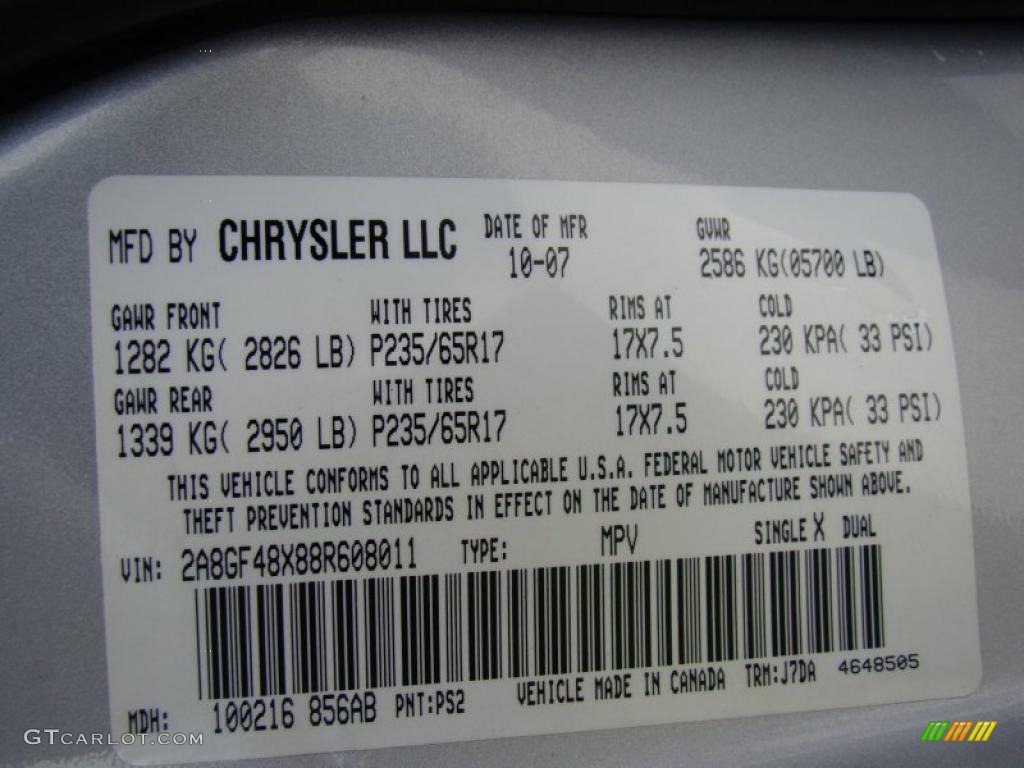 MFD BY CHRYSLER LLC DATE OF MFR GVWR
10-07 2586 KG(05700 LB)
GAWR FRONT WITH TIRES RIMS AT COLD
1282 KG( 2826 LB) P235/65R17 17X7.5 230 KPA( 33 PSI)
GAWR REAR WITH TIRES RIMS AT COLD
1339 KG( 2950 LB) P235/65R17 17X7.5 230 KPA( 33 PSI)
THIS VEHICLE CONFORMS TO ALL APPLICABLE U.S.A. FEDERAL MOTOR VEHICLE SAFETY AND
THEFT PREVENTION STANDARDS IN EFFECT ON THE DATE OF MANUFACTURE SHOWN ABOVE.
VIN: 2A8GF48X88R608011 TYPE: MPV SINGLE X DUAL
MDH: 100216 856AB PNT:PS2 VEHICLE MADE IN CANADA TRM:J7DA 4648505
GTCARLOT.COM